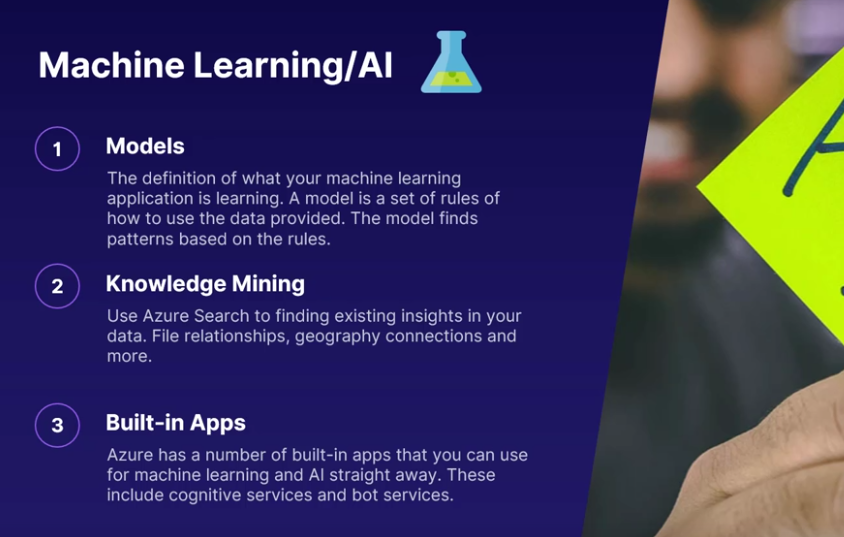 Machine Learning/AI
1
Models
The definition of what your machine learning
application is learning. A model is a set of rules of
how to use the data provided. The model finds
patterns based on the rules.
2
Knowledge Mining
Use Azure Search to finding existing insights in your
data. File relationships, geography connections and
more.
3
Built-in Apps
Azure has a number of built-in apps that you can use
for machine learning and AI straight away. These
include cognitive services and bot services.